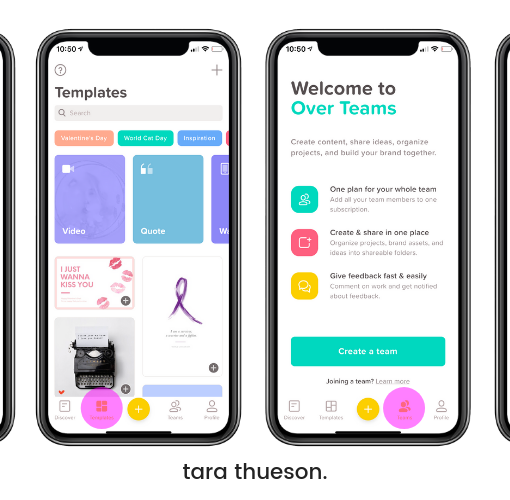 10:50
Templates
Search
Valentine's Day
World Cat Day
Inspiration
Video
Quote
I JUST
WANNA
KISS YOU
Discover
Templates
Teams
Profile
10:50
Welcome to
Over Teams
Create content, share ideas, organize
projects, and build your brand together.
One plan for your whole team
Add all your team members to one
subscription.
Create & share in one place
Organize projects, brand assets, and
ideas into shareable folders.
Give feedback fast & easily
Comment on work and get notified
about feedback.
Create a team
Joining a team? Learn more
Discover
Templates
Teams
Profile
tara thueson.